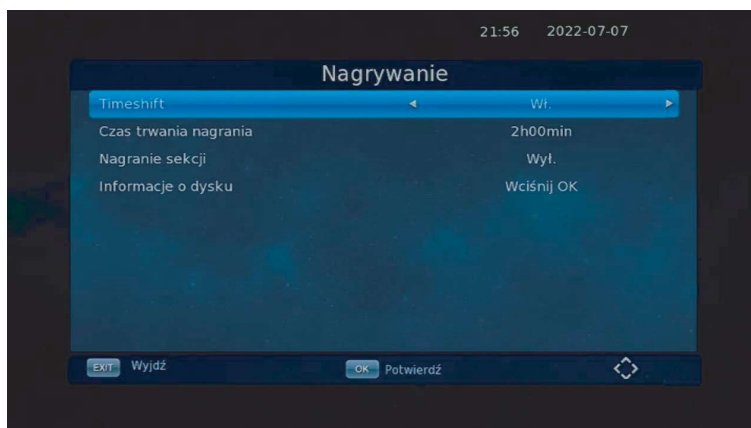 21:56 2022-07-07
Nagrywanie
Timeshift Wł.
Czas trwania nagrania 2h00min
Nagranie sekcji Wył.
Informacje o dysku Wciśnij OK
EXIT Wyjdź OK Potwierdź